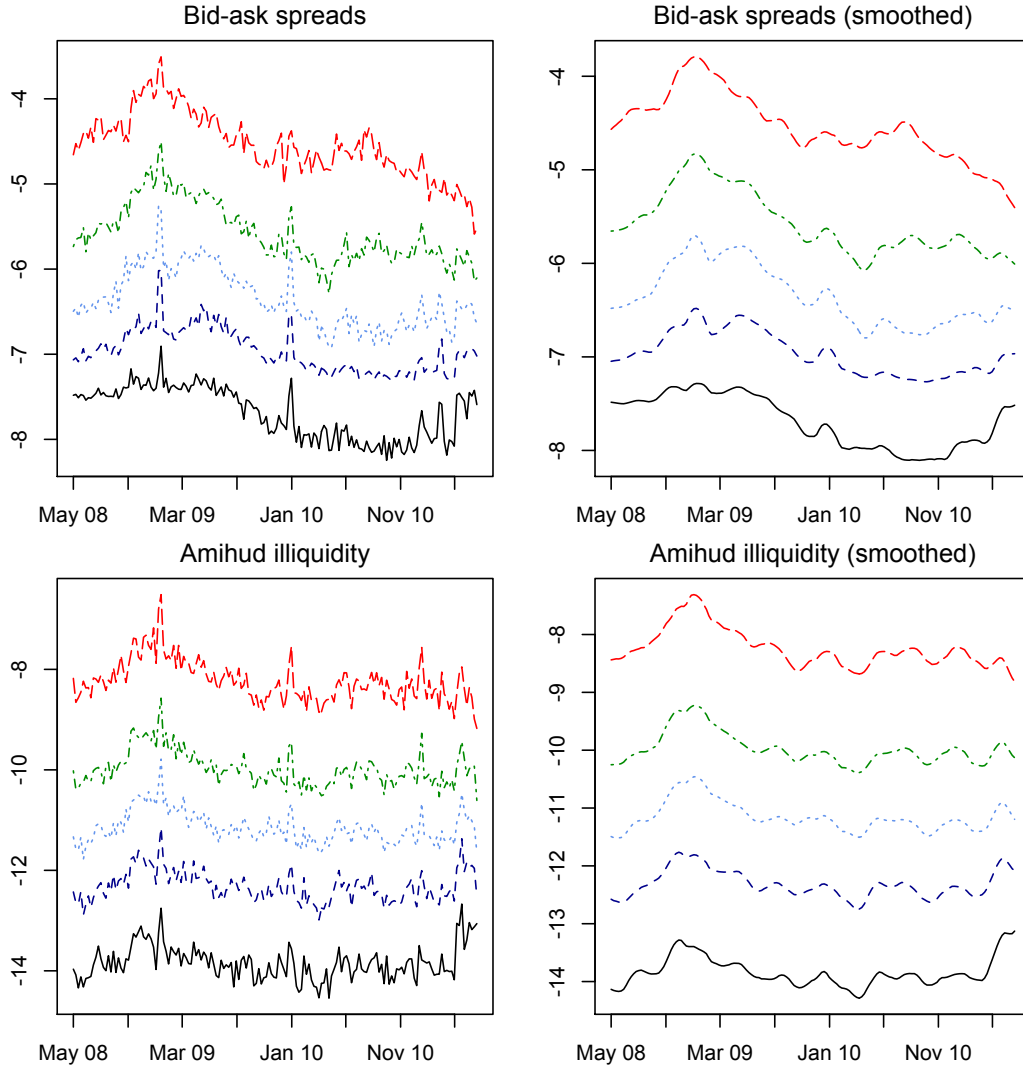 Bid-ask spreads
-4
-5
-6
-7
-8
May 08 Mar 09 Jan 10 Nov 10
Bid-ask spreads (smoothed)
-4
-5
-6
-7
-8
May 08 Mar 09 Jan 10 Nov 10
Amihud illiquidity
-8
-10
-12
-14
May 08 Mar 09 Jan 10 Nov 10
Amihud illiquidity (smoothed)
-8
-9
-10
-11
-12
-13
-14
May 08 Mar 09 Jan 10 Nov 10